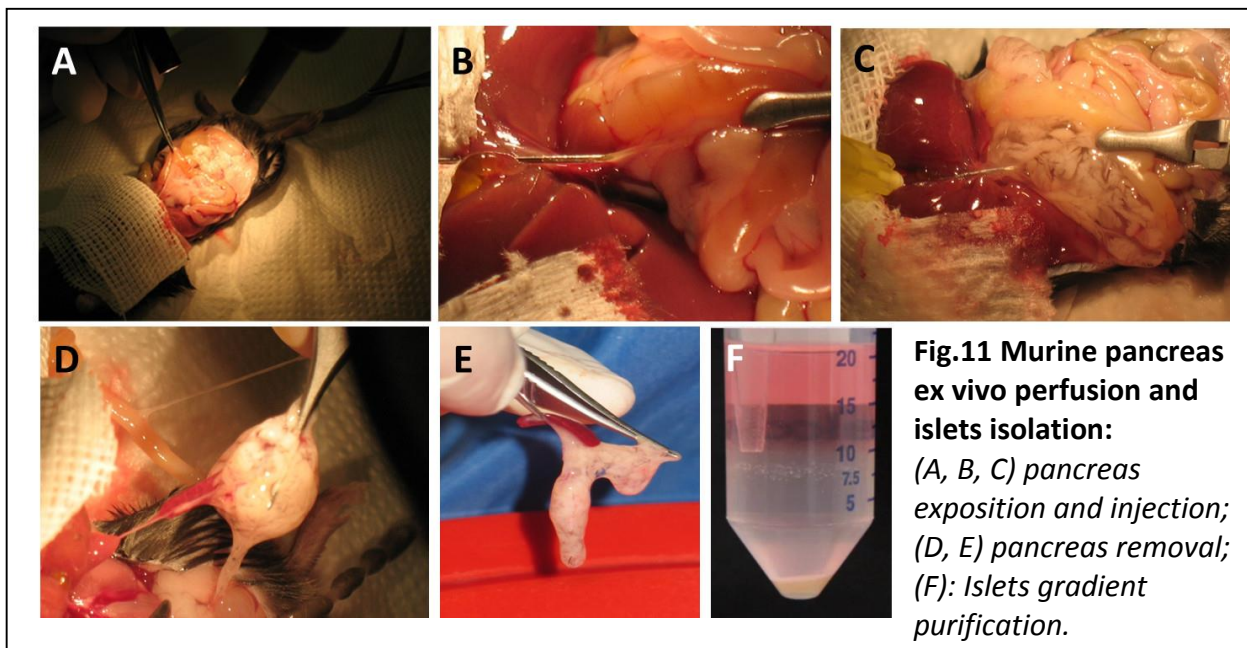 A
B
C
D
E
F
20
15
10
7.5
5
Fig.11 Murine pancreas
ex vivo perfusion and
islets isolation:
(A, B, C) pancreas
exposition and injection;
(D, E) pancreas removal;
(F): Islets gradient
purification.